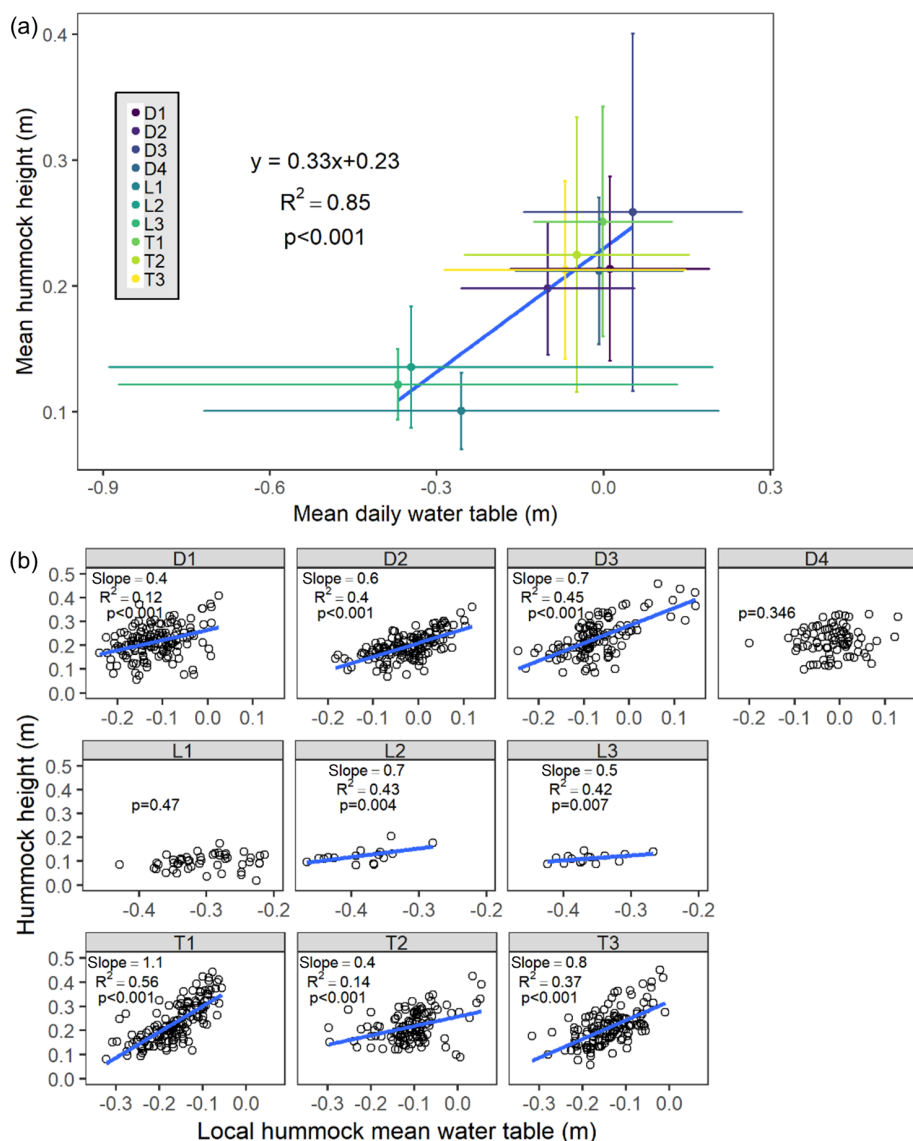 (a)
Mean hummock height (m)
0.4
0.3
0.2
0.1
D1
D2
D3
D4
L1
L2
L3
T1
T2
T3
y = 0.33x+0.23
R² = 0.85
p<0.001
-0.9 -0.6 -0.3 0.0 0.3
Mean daily water table (m)
(b)
Hummock height (m)
D1 D2 D3 D4
0.5
0.4
0.3
0.2
0.1
0.0
Slope = 0.4
R² = 0.12
p<0.001
Slope = 0.6
R² = 0.4
p<0.001
Slope = 0.7
R² = 0.45
p<0.001
p=0.346
-0.2 -0.1 0.0 0.1 -0.2 -0.1 0.0 0.1 -0.2 -0.1 0.0 0.1 -0.2 -0.1 0.0 0.1
L1 L2 L3
0.5
0.4
0.3
0.2
0.1
0.0
p=0.47
Slope = 0.7
R² = 0.43
p=0.004
Slope = 0.5
R² = 0.42
p=0.007
-0.4 -0.3 -0.2 -0.4 -0.3 -0.2 -0.4 -0.3 -0.2
T1 T2 T3
0.5
0.4
0.3
0.2
0.1
0.0
Slope = 1.1
R² = 0.56
p<0.001
Slope = 0.4
R² = 0.14
p<0.001
Slope = 0.8
R² = 0.37
p<0.001
-0.3 -0.2 -0.1 0.0 -0.3 -0.2 -0.1 0.0 -0.3 -0.2 -0.1 0.0
Local hummock mean water table (m)